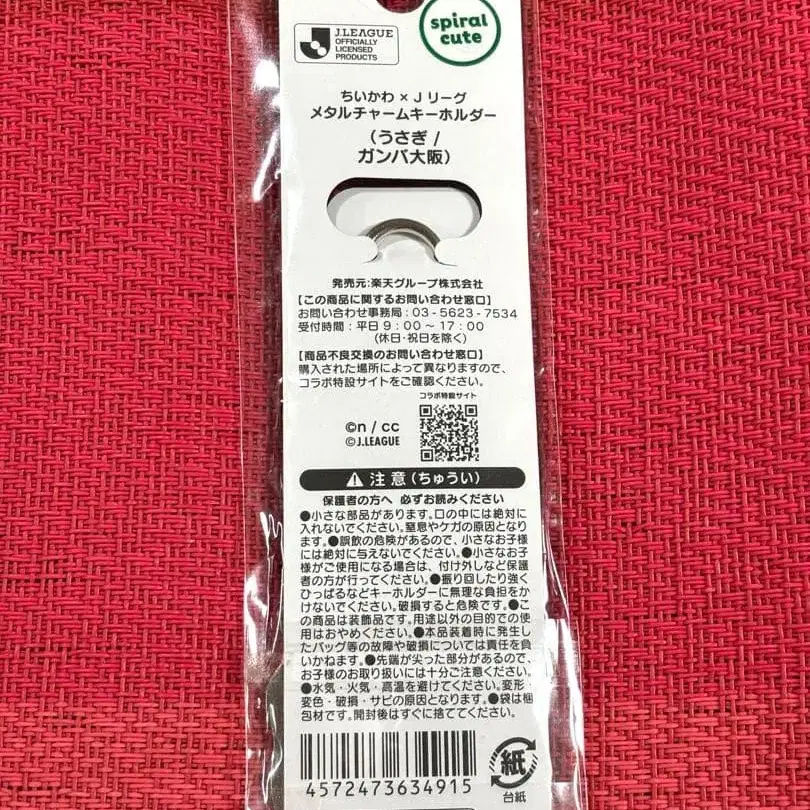 J.LEAGUE
OFFICIALLY
LICENSED
PRODUCTS
spiral
cute
ちいかわ×Jリーグ
メタルチャームキーホルダー
(うさぎ/
ガンバ大阪)
発売元:楽天グループ株式会社
【この商品に関するお問い合わせ窓口】
お問い合わせ事務局:03-5623-7534
受付時間:平日9:00〜17:00
(休日・祝日を除く)
【商品不良交換のお問い合わせ窓口】
購入された場所によって異なりますので、
コラボ特設サイトをご確認ください。
コラボ特設サイト
©n / cc
©J.LEAGUE
注意(ちゅうい)
保護者の方へ 必ずお読みください
●小さな部品があります。口の中には絶対に
入れないでください。窒息やケガの原因となり
ます。●誤飲の危険があるので、小さなお子様
には絶対に与えないでください。●小さなお子
様がご使用になる場合は、付け外しなど保護
者の方が行ってください。●振り回したり強く
ひっぱるなどキーホルダーに無理な負担をか
けないでください。破損すると危険です。●こ
の商品は装飾品です。用途以外の目的での使
用はおやめください。●本品装着時に発生し
たバッグ等の故障や破損については責任を負
いかねます。●先端が尖った部分があるので、
お子様のお取り扱いには十分ご注意ください。
●水気・火気・高温を避けてください。変形・
変色・破損・サビの原因となります。●袋は梱
包材です。開封後はすぐに捨ててください。
4572473634915
紙
台紙